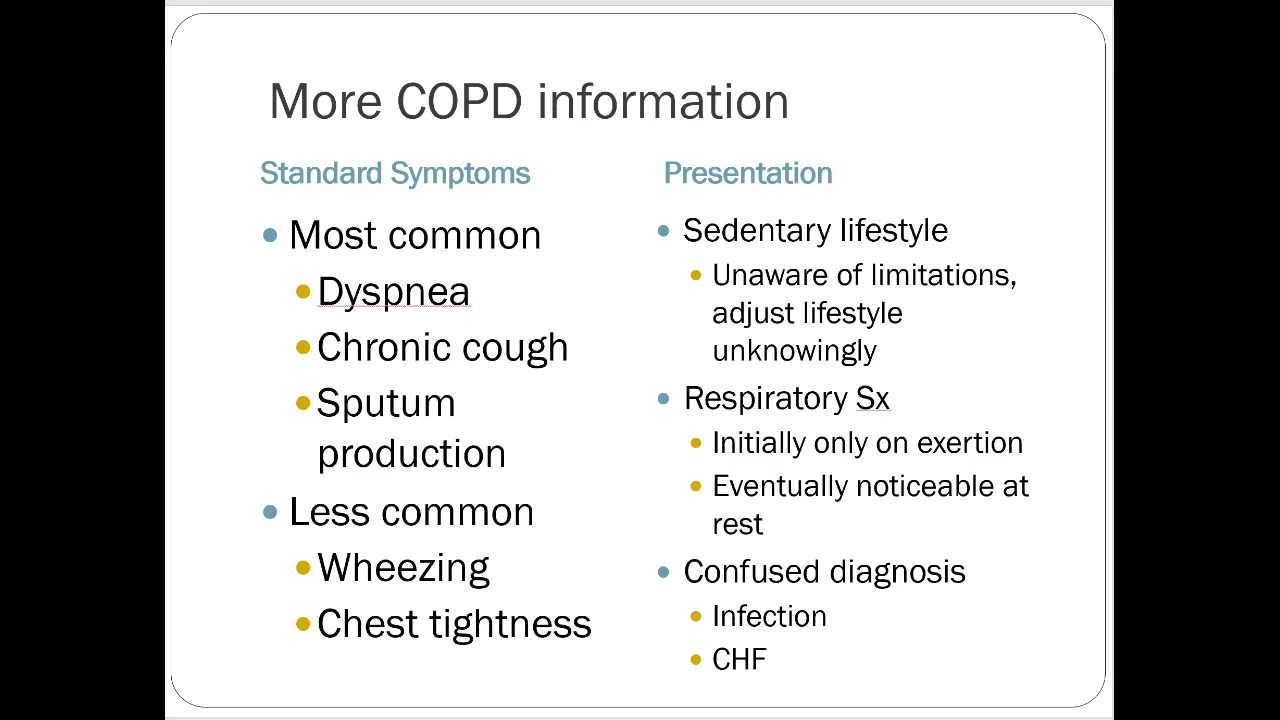 More COPD information
Standard Symptoms
Most common
Dyspnea
Chronic cough
Sputum
production
Less common
Wheezing
Chest tightness
Presentation
Sedentary lifestyle
Unaware of limitations,
adjust lifestyle
unknowingly
Respiratory Sx
Initially only on exertion
Eventually noticeable at
rest
Confused diagnosis
Infection
CHF